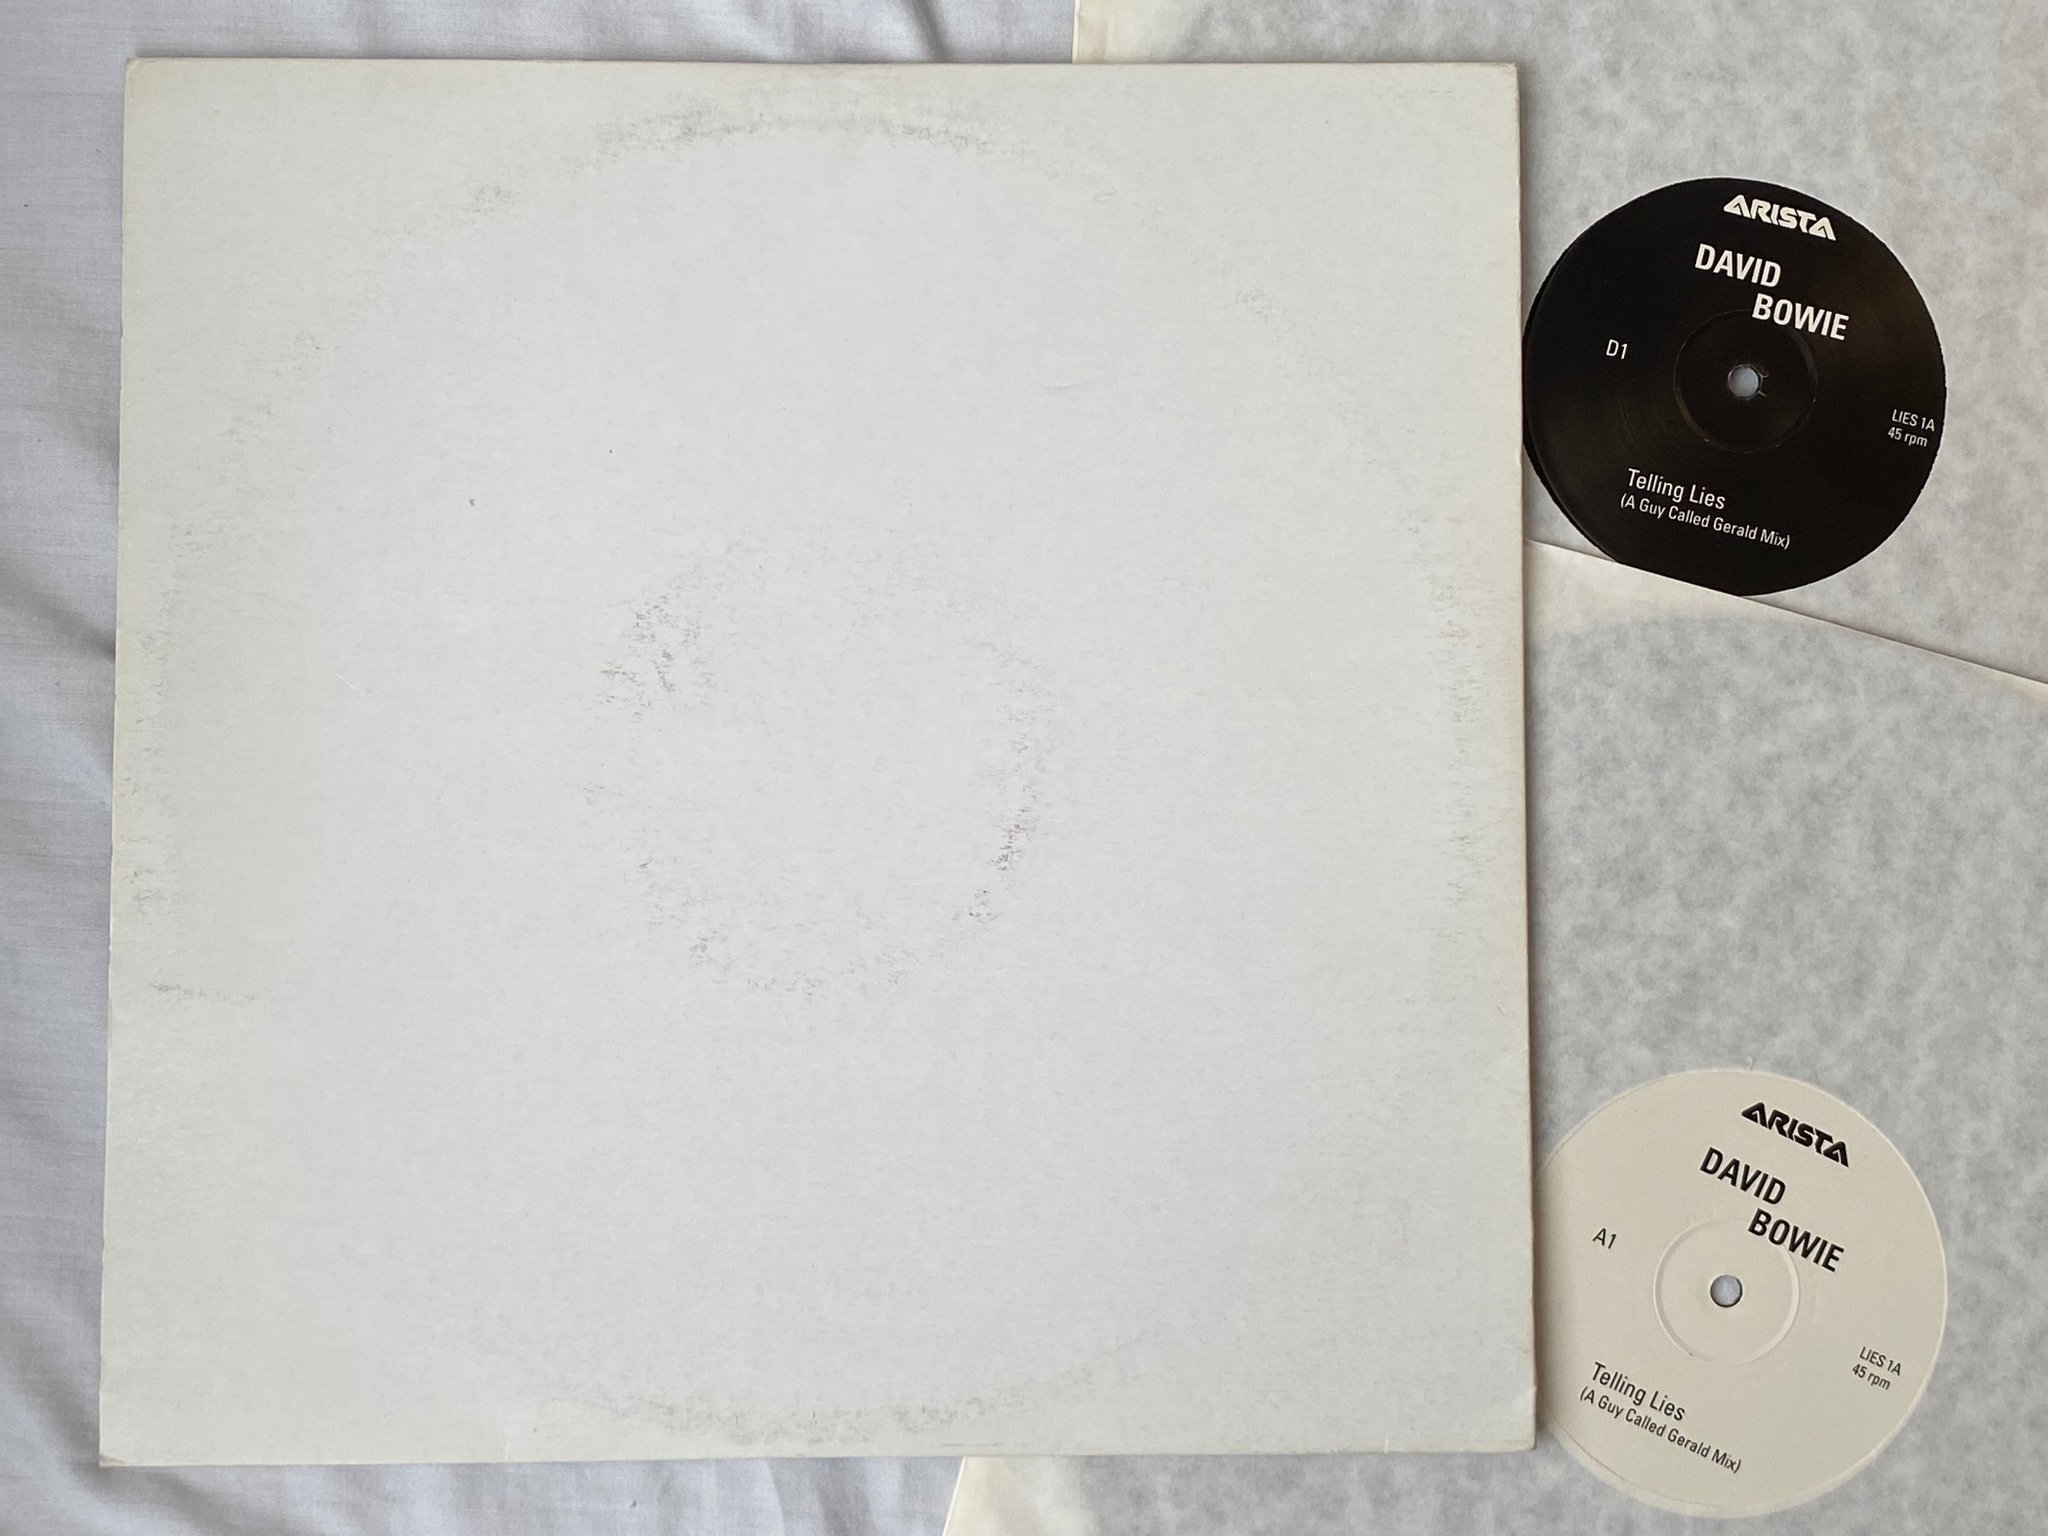 ARISTA
DAVID
BOWIE
D1
LIES 1A
45 rpm
Telling Lies
(A Guy Called Gerald Mix)
ARISTA
DAVID
BOWIE
A1
LIES 1A
45 rpm
Telling Lies
(A Guy Called Gerald Mix)